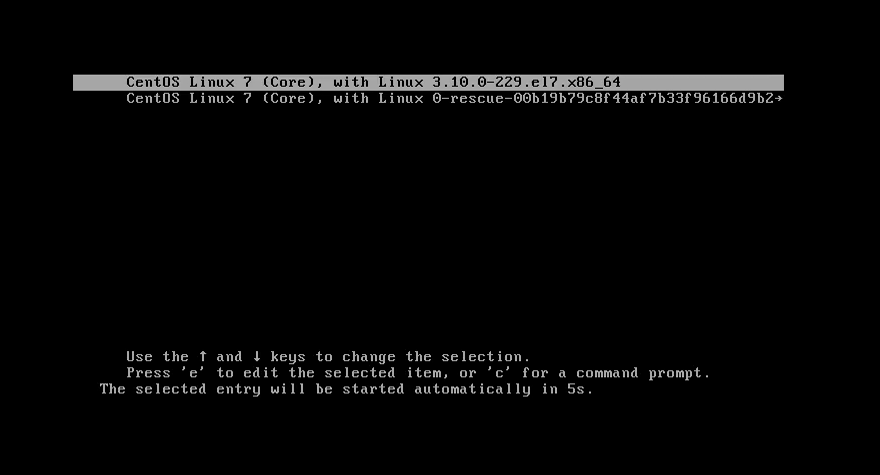 CentOS Linux 7 (Core), with Linux 3.10.0-229.el7.x86_64
CentOS Linux 7 (Core), with Linux 0-rescue-00b19b79c8f44af7b33f96166d9b2→
Use the ↑ and ↓ keys to change the selection.
Press 'e' to edit the selected item, or 'c' for a command prompt.
The selected entry will be started automatically in 5s.